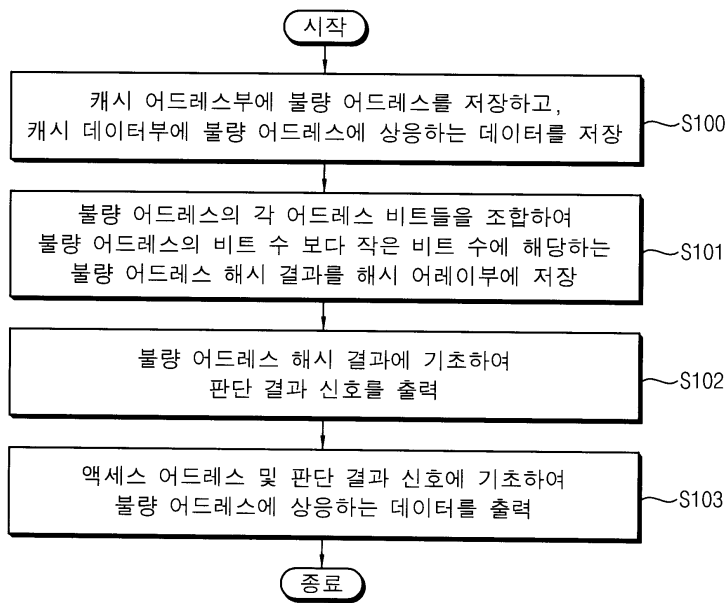 시작
캐시 어드레스부에 불량 어드레스를 저장하고,
캐시 데이터부에 불량 어드레스에 상응하는 데이터를 저장
S100
불량 어드레스의 각 어드레스 비트들을 조합하여
불량 어드레스의 비트 수 보다 작은 비트 수에 해당하는
불량 어드레스 해시 결과를 해시 어레이부에 저장
S101
불량 어드레스 해시 결과에 기초하여
판단 결과 신호를 출력
S102
액세스 어드레스 및 판단 결과 신호에 기초하여
불량 어드레스에 상응하는 데이터를 출력
S103
종료